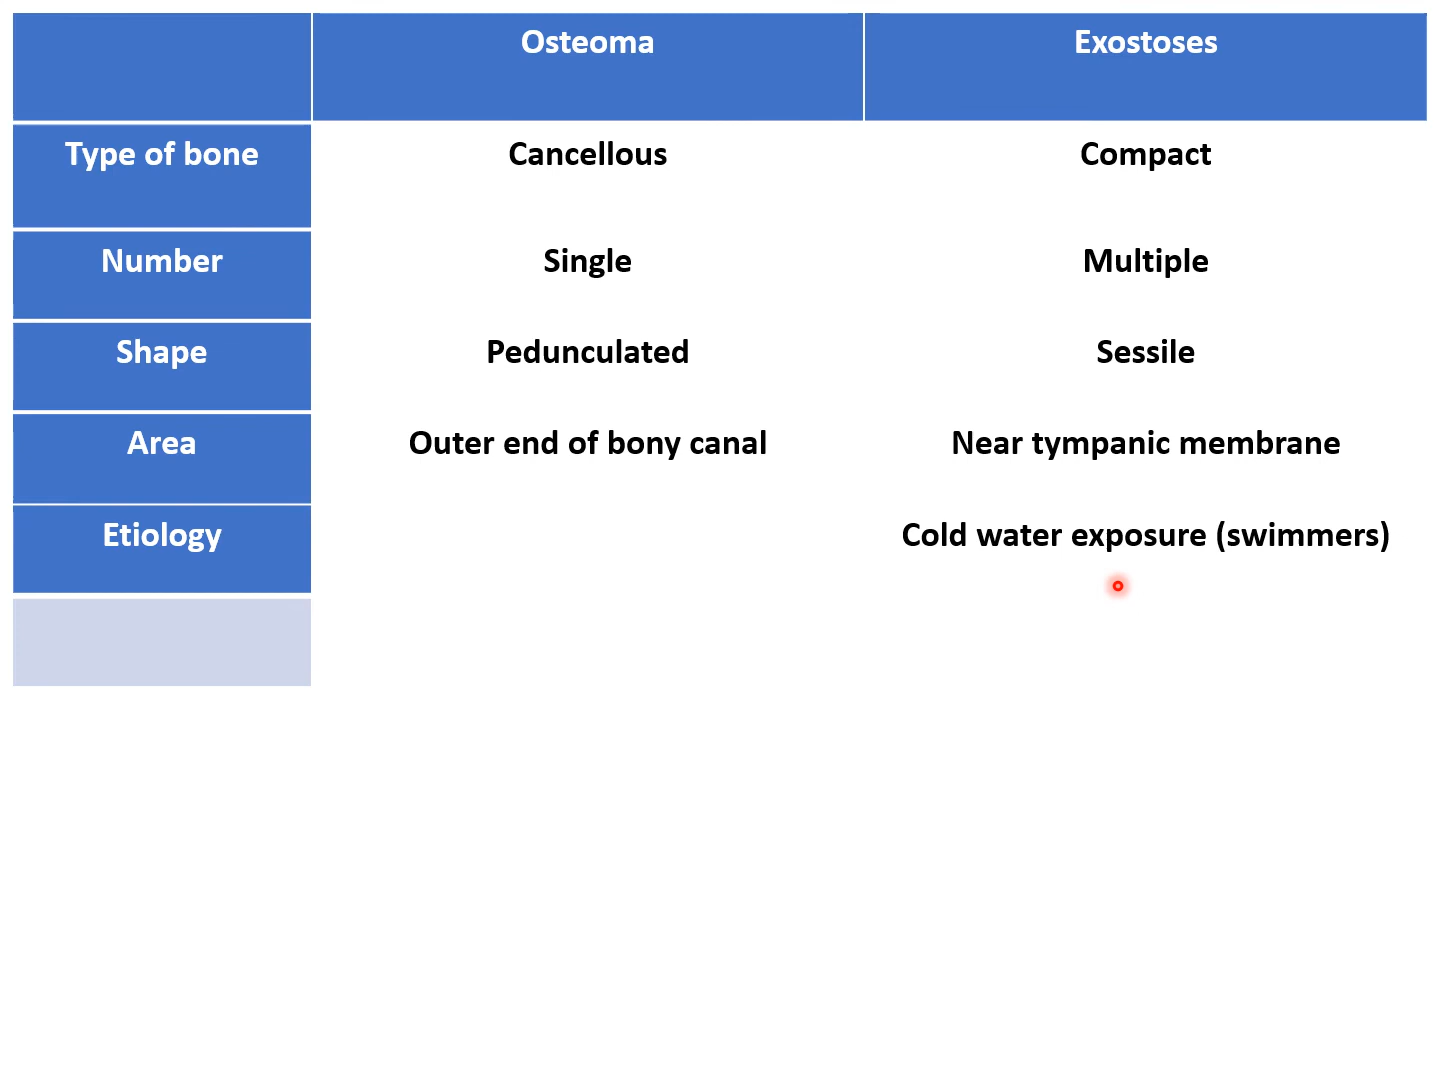 Osteoma Exostoses
Type of bone Cancellous Compact
Number Single Multiple
Shape Pedunculated Sessile
Area Outer end of bony canal Near tympanic membrane
Etiology Cold water exposure (swimmers)